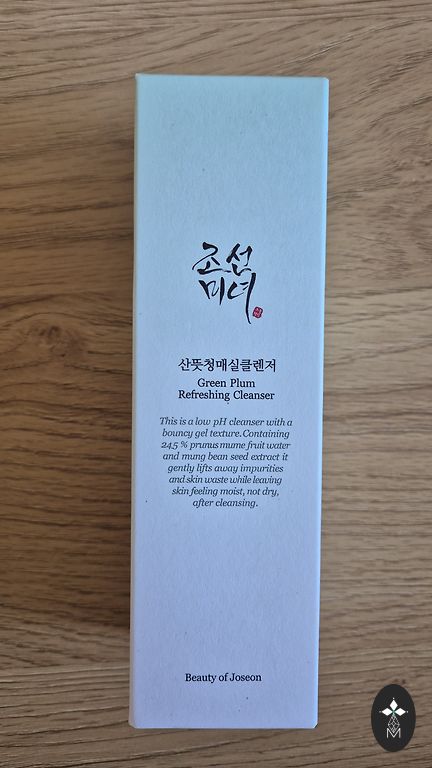 조선
미녀
산뜻청매실클렌저
Green Plum
Refreshing Cleanser
This is a low pH cleanser with a
bouncy gel texture. Containing
24.5 % prunus mume fruit water
and mung bean seed extract it
gently lifts away impurities
and skin waste while leaving
skin feeling moist, not dry,
after cleansing.
Beauty of Joseon